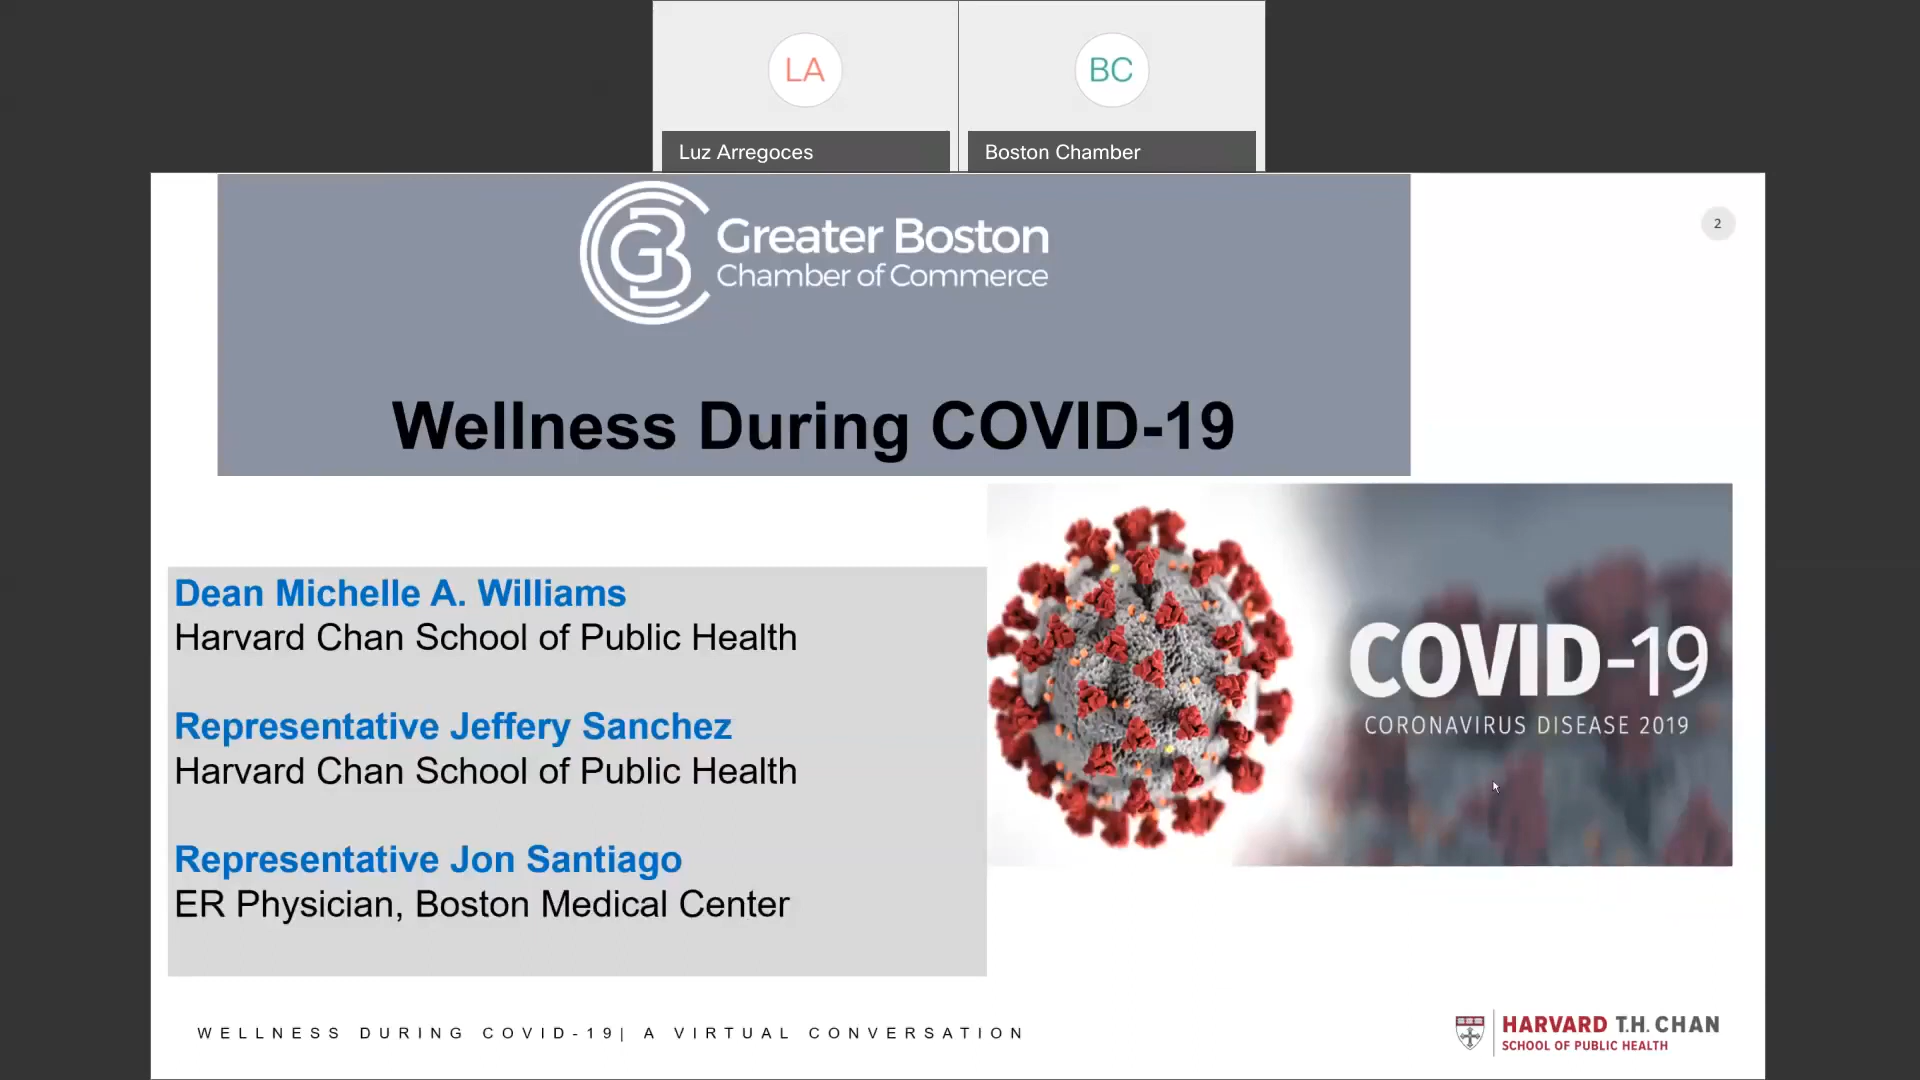 LA
BC
Luz Arregoces
Boston Chamber
GBC
Greater Boston
Chamber of Commerce
2
Wellness During COVID-19
Dean Michelle A. Williams
Harvard Chan School of Public Health
Representative Jeffery Sanchez
Harvard Chan School of Public Health
Representative Jon Santiago
ER Physician, Boston Medical Center
COVID-19
CORONAVIRUS DISEASE 2019
WELLNESS DURING COVID-19| A VIRTUAL CONVERSATION
HARVARD T.H. CHAN
SCHOOL OF PUBLIC HEALTH